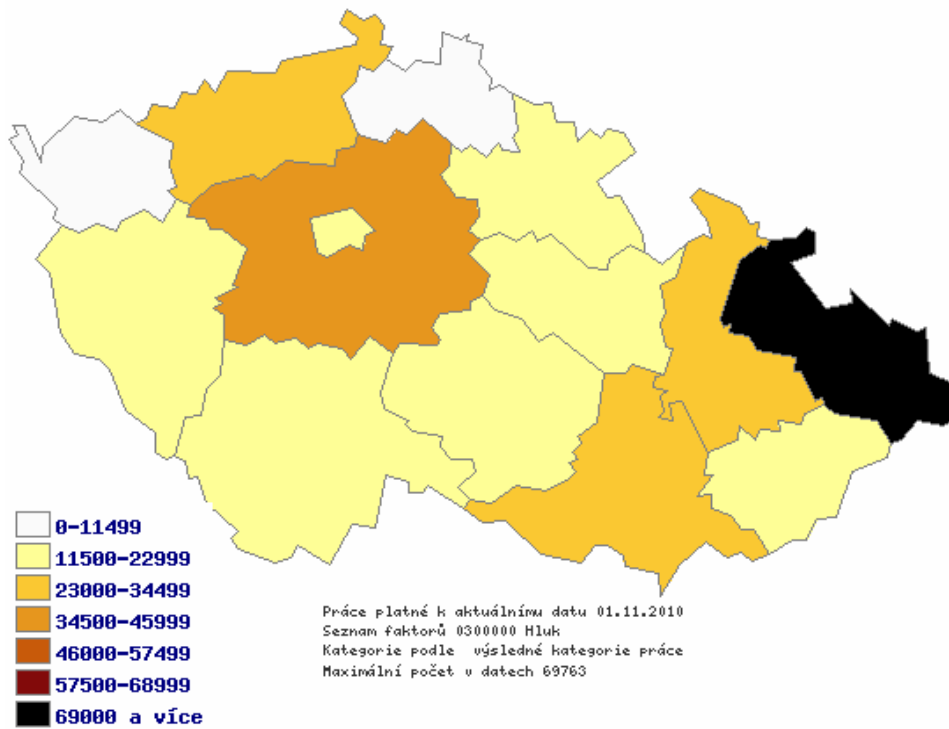 0-11499
11500-22999
23000-34499
34500-45999
46000-57499
57500-68999
69000 a více
Práce platné k aktuálnímu datu 01.11.2010
Seznam faktorů 0300000 Hluk
Kategorie podle výsledné kategorie práce
Maximální počet v datech 69763